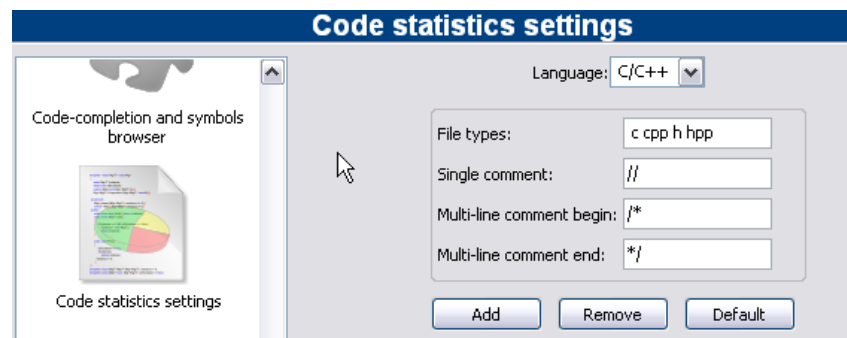 Code statistics settings
Code-completion and symbols
browser
Code statistics settings
Language: C/C++
File types: c cpp h hpp
Single comment: //
Multi-line comment begin: /*
Multi-line comment end: */
Add Remove Default